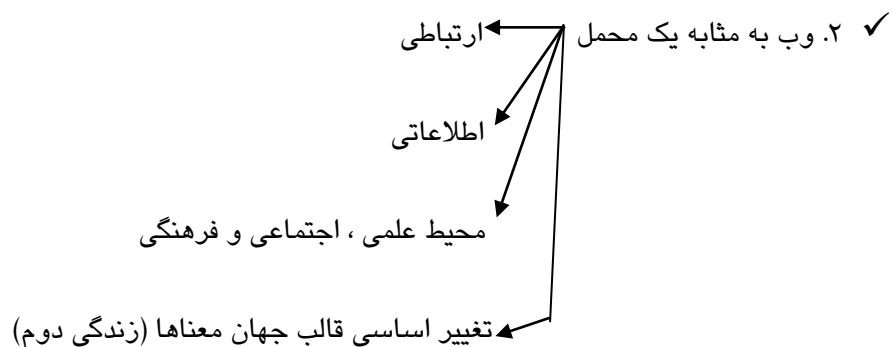 ✓ ۲. وب به مثابه یک محمل ارتباطی
اطلاعاتی
محیط علمی ، اجتماعی و فرهنگی
تغییر اساسی قالب جهان معناها (زندگی دوم)